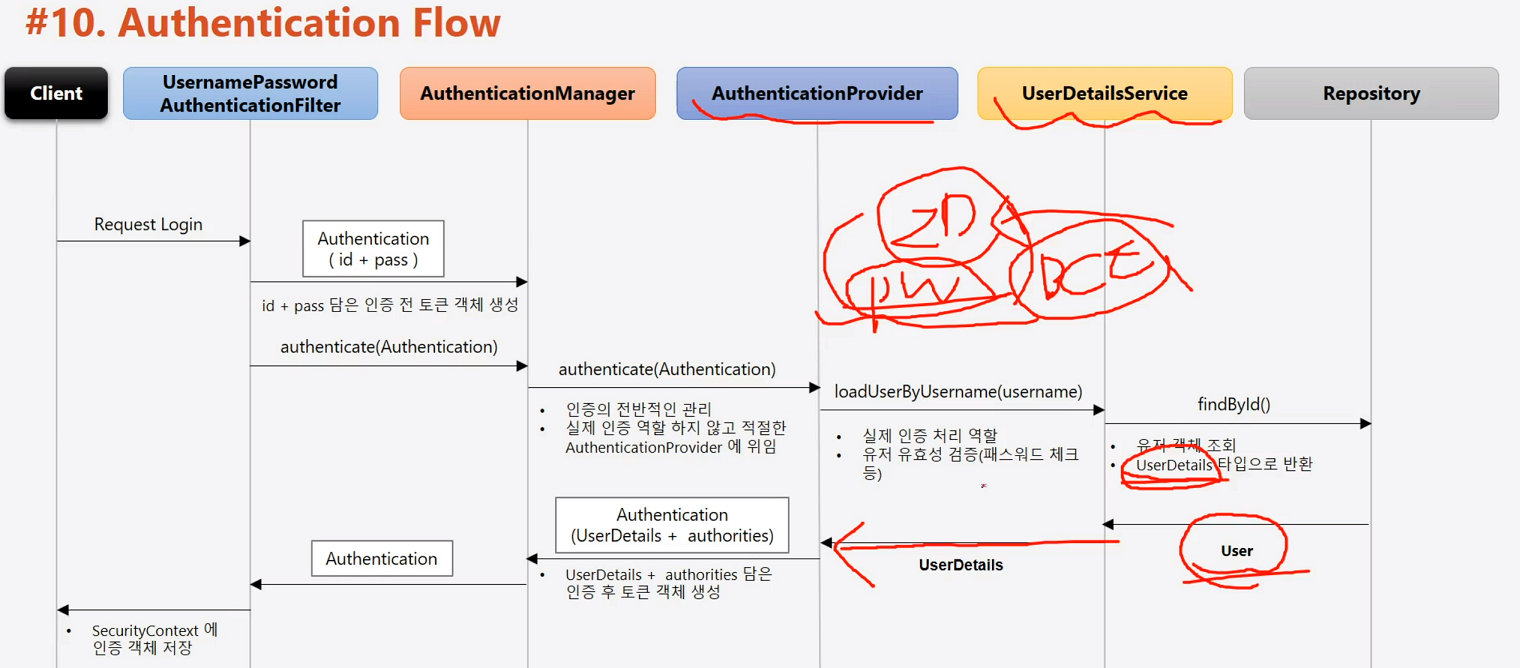 #10. Authentication Flow
Client
UsernamePassword
AuthenticationFilter
AuthenticationManager
AuthenticationProvider
UserDetailsService
Repository
Request Login
Authentication
( id + pass )
id + pass 담은 인증 전 토큰 객체 생성
authenticate(Authentication)
authenticate(Authentication)
• 인증의 전반적인 관리
• 실제 인증 역할 하지 않고 적절한
AuthenticationProvider 에 위임
ID
PW
loadUserByUsername(username)
• 실제 인증 처리 역할
• 유저 유효성 검증(패스워드 체크
등)
findById()
• 유저 객체 조회
• UserDetails 타입으로 반환
User
UserDetails
Authentication
(UserDetails + authorities)
• UserDetails + authorities 담은
인증 후 토큰 객체 생성
Authentication
• SecurityContext 에
인증 객체 저장